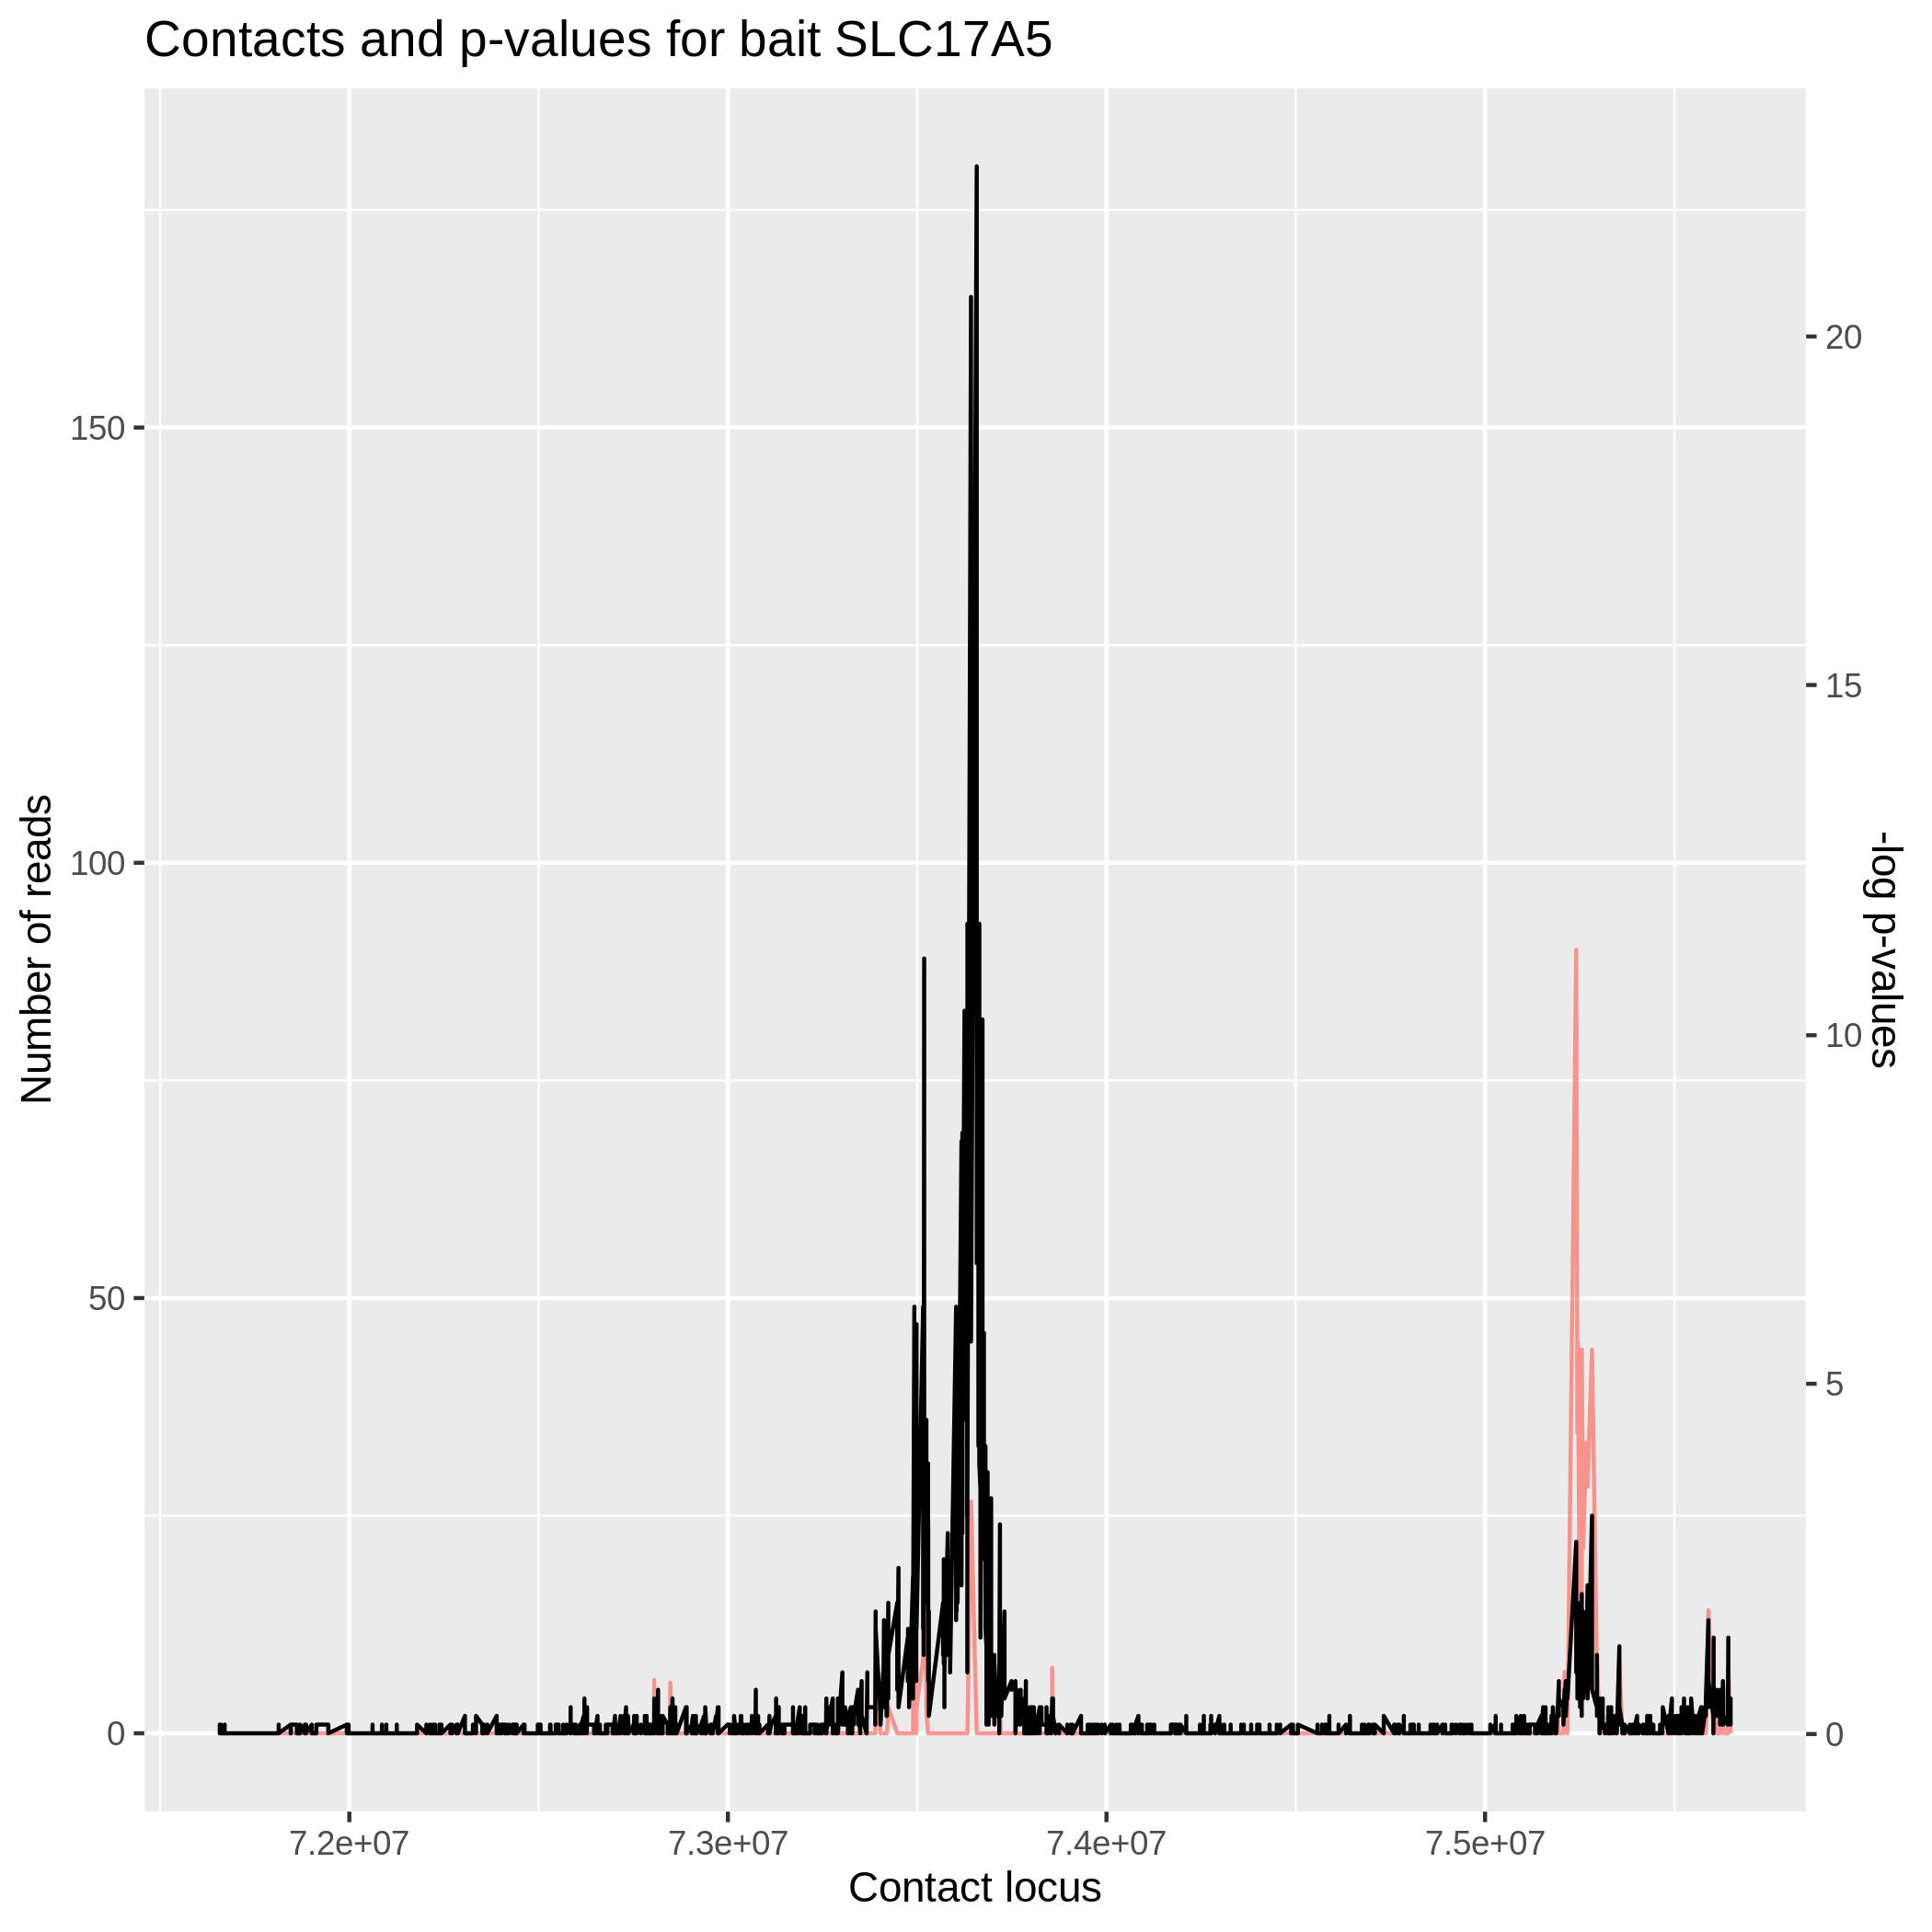 Contacts and p-values for bait SLC17A5
Number of reads
150
100
50
0
20
15
10
5
0
-log p-values
7.2e+07 7.3e+07 7.4e+07 7.5e+07
Contact locus